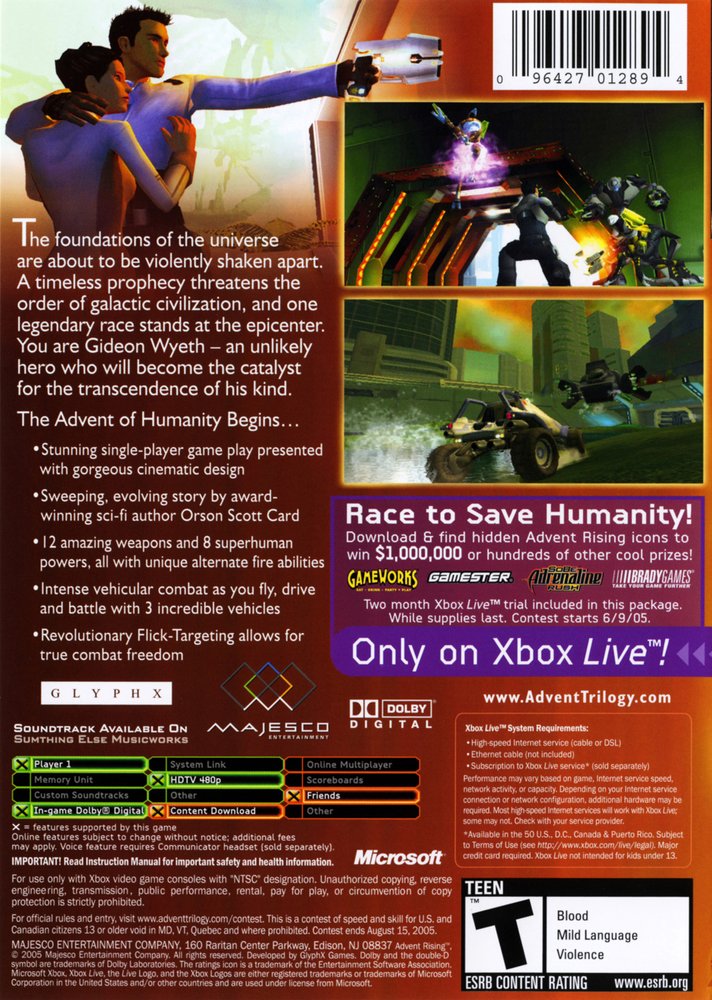 0 96427 01289 4
The foundations of the universe
are about to be violently shaken apart.
A timeless prophecy threatens the
order of galactic civilization, and one
legendary race stands at the epicenter.
You are Gideon Wyeth – an unlikely
hero who will become the catalyst
for the transcendence of his kind.
The Advent of Humanity Begins...
•Stunning single-player game play presented
with gorgeous cinematic design
•Sweeping, evolving story by award-
winning sci-fi author Orson Scott Card
•12 amazing weapons and 8 superhuman
powers, all with unique alternate fire abilities
•Intense vehicular combat as you fly, drive
and battle with 3 incredible vehicles
•Revolutionary Flick-Targeting allows for
true combat freedom
Race to Save Humanity!
Download & find hidden Advent Rising icons to
win $1,000,000 or hundreds of other cool prizes!
GAMEWORKS
EAT • DRINK • PARTY • PLAY
GAMESTER®
SoBe Adrenaline RUSH
BRADYGAMES®
TAKE YOUR GAME FURTHER
Two month Xbox Live™ trial included in this package.
While supplies last. Contest starts 6/9/05.
Only on Xbox Live™!
GLYPHX
MAJESCO
ENTERTAINMENT
DOLBY
DIGITAL
www.AdventTrilogy.com
Soundtrack Available On
Sumthing Else Musicworks
Player 1
System Link
Online Multiplayer
Memory Unit
HDTV 480p
Scoreboards
Custom Soundtracks
Other
Friends
In-game Dolby® Digital
Content Download
Other
X = features supported by this game
Online features subject to change without notice; additional fees
may apply. Voice feature requires Communicator headset (sold separately).
IMPORTANT! Read Instruction Manual for important safety and health information.
Microsoft®
For use only with Xbox video game consoles with "NTSC" designation. Unauthorized copying, reverse
engineering, transmission, public performance, rental, pay for play, or circumvention of copy
protection is strictly prohibited.
For official rules and entry, visit www.adventtrilogy.com/contest. This is a contest of speed and skill for U.S. and
Canadian citizens 13 or older void in MD, VT, Quebec and where prohibited. Contest ends August 15, 2005.
MAJESCO ENTERTAINMENT COMPANY, 160 Raritan Center Parkway, Edison, NJ 08837 Advent Rising™,
© 2005 Majesco Entertainment Company. All rights reserved. Developed by GlyphX Games. Dolby and the double-D
symbol are trademarks of Dolby Laboratories. The ratings icon is a trademark of the Entertainment Software Association.
Microsoft Xbox, Xbox Live, the Live Logo, and the Xbox Logos are either registered trademarks or trademarks of Microsoft
Corporation in the United States and/or other countries and are used under license from Microsoft.
Xbox Live™ System Requirements:
• High-speed Internet service (cable or DSL)
• Ethernet cable (not included)
• Subscription to Xbox Live service* (sold separately)
Performance may vary based on game, Internet service speed,
network activity, or capacity. Depending on your Internet service
connection or network configuration, additional hardware may be
required. Most high-speed Internet services will work with Xbox Live;
some may not. Check with your service provider.
*Available in the 50 U.S., D.C., Canada & Puerto Rico. Subject
to Terms of Use (see http://www.xbox.com/live/legal). Major
credit card required. Xbox Live not intended for kids under 13.
TEEN
T™
Blood
Mild Language
Violence
ESRB CONTENT RATING www.esrb.org